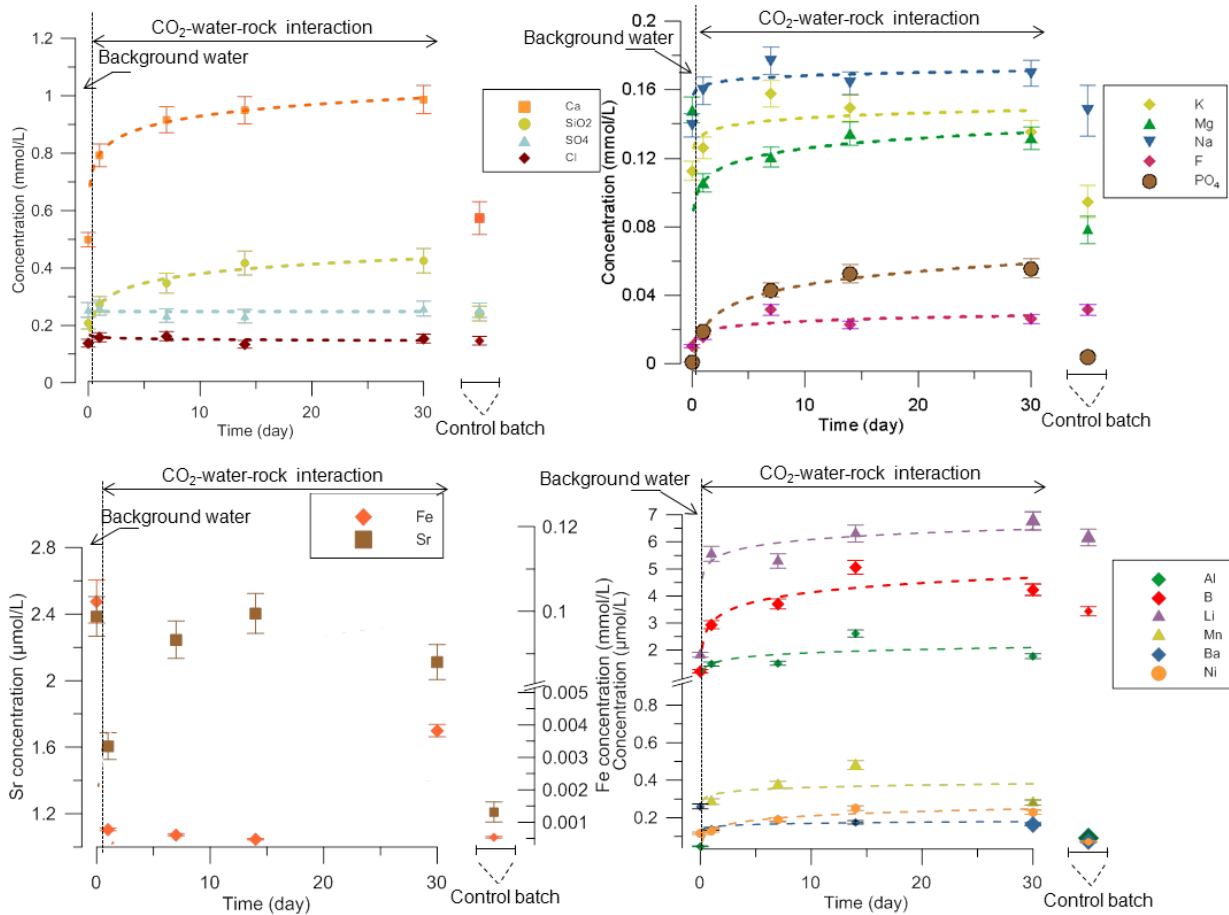 CO₂-water-rock interaction
Background water
1.2
1
0.8
0.6
0.4
0.2
0
Concentration (mmol/L)
Ca
SiO2
SO4
Cl
0
10
20
30
Time (day)
Control batch
CO₂-water-rock interaction
Background water
0.2
0.16
0.12
0.08
0.04
0
Concentration (mmol/L)
K
Mg
Na
F
PO₄
0
10
20
30
Time (day)
Control batch
CO₂-water-rock interaction
Background water
Fe
Sr
2.8
2.4
2
1.6
1.2
Sr concentration (µmol/L)
0.12
0.1
0.005
0.004
0.003
0.002
0.001
Fe concentration (mmol/L)
0
10
20
30
Time (day)
Control batch
CO₂-water-rock interaction
Background water
7
6
5
4
3
2
0.8
0.6
0.4
0.2
Concentration (µmol/L)
Al
B
Li
Mn
Ba
Ni
0
10
20
30
Time (day)
Control batch